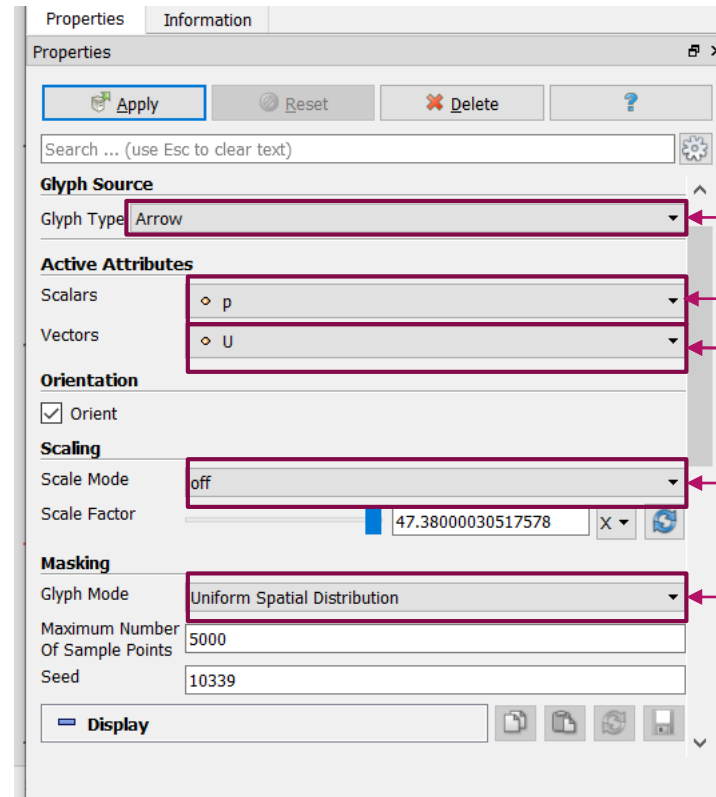 Properties Information
Properties
Apply Reset Delete ?
Search ... (use Esc to clear text)
Glyph Source
Glyph Type Arrow
Active Attributes
Scalars p
Vectors U
Orientation
Orient
Scaling
Scale Mode off
Scale Factor 47.38000030517578 X
Masking
Glyph Mode Uniform Spatial Distribution
Maximum Number
Of Sample Points 5000
Seed 10339
Display